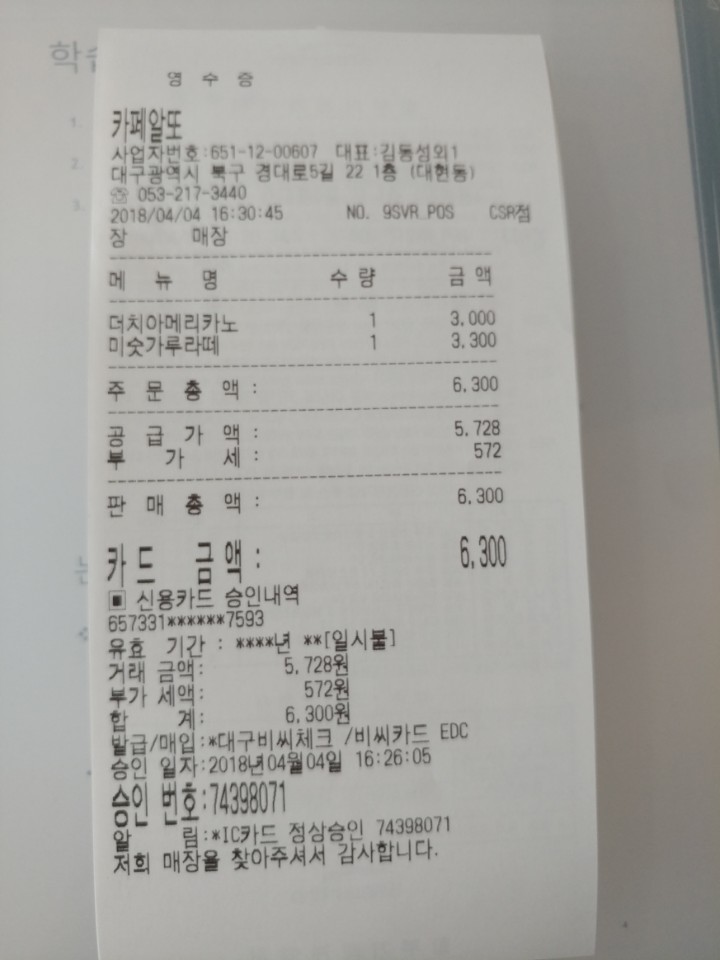 학습
1.
2.
3.
영 수 증
카페알또
사업자번호:651-12-00607 대표:김동성외1
대구광역시 북구 경대로5길 22 1층 (대현동)
☏ 053-217-3440
2018/04/04 16:30:45 NO. 9SVR POS CSR점
장 매장
메 뉴 명 수 량 금 액
더치아메리카노 1 3,000
미숫가루라떼 1 3,300
주 문 총 액 : 6,300
공 급 가 액 : 5,728
부 가 세 : 572
판 매 총 액 : 6,300
카드 금액: 6,300
▣ 신용카드 승인내역
657331******7593
유효 기간 : ****년 **[일시불]
거래 금액: 5,728원
부가 세액: 572원
합 계: 6,300원
발급/매입:*대구비씨체크 /비씨카드 EDC
승인 일자:2018년04월04일 16:26:05
승인 번호:74398071
알 림:*IC카드 정상승인 74398071
저희 매장을 찾아주셔서 감사합니다.